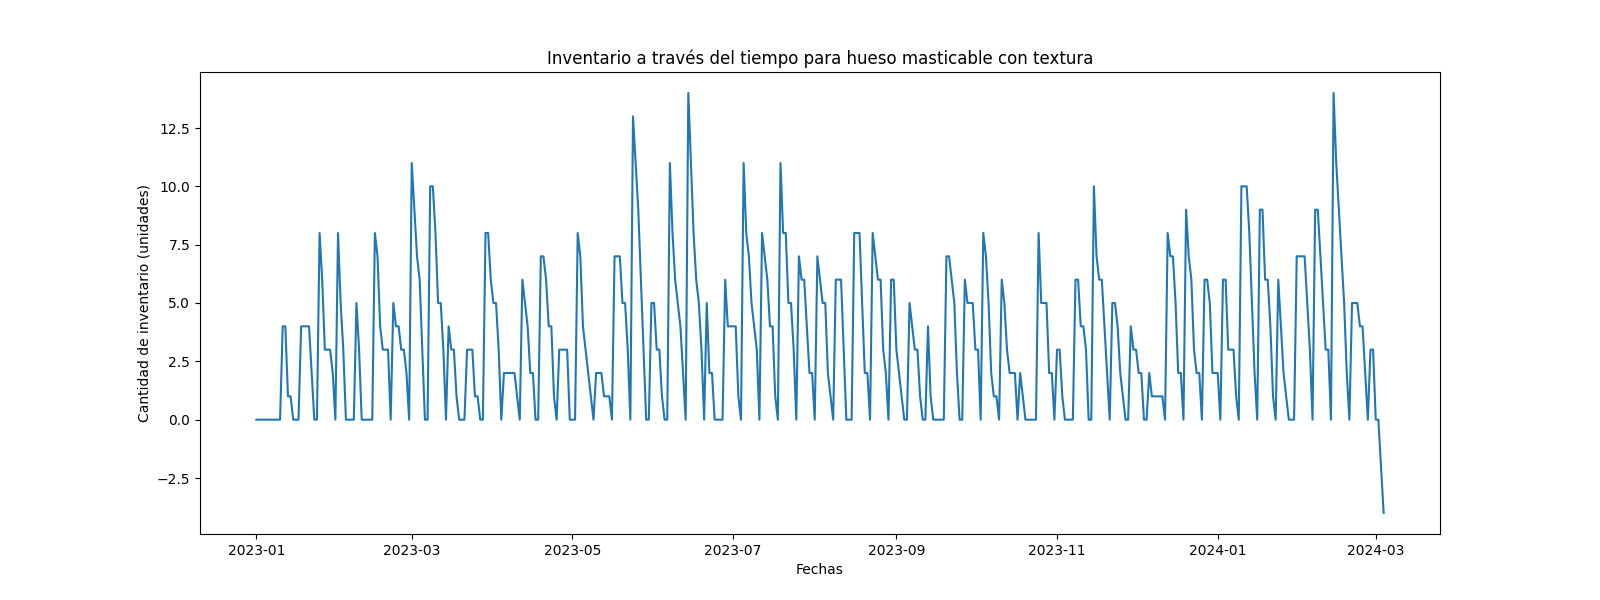 Inventario a través del tiempo para hueso masticable con textura
Cantidad de inventario (unidades)
12.5
10.0
7.5
5.0
2.5
0.0
−2.5
2023-01 2023-03 2023-05 2023-07 2023-09 2023-11 2024-01 2024-03
Fechas